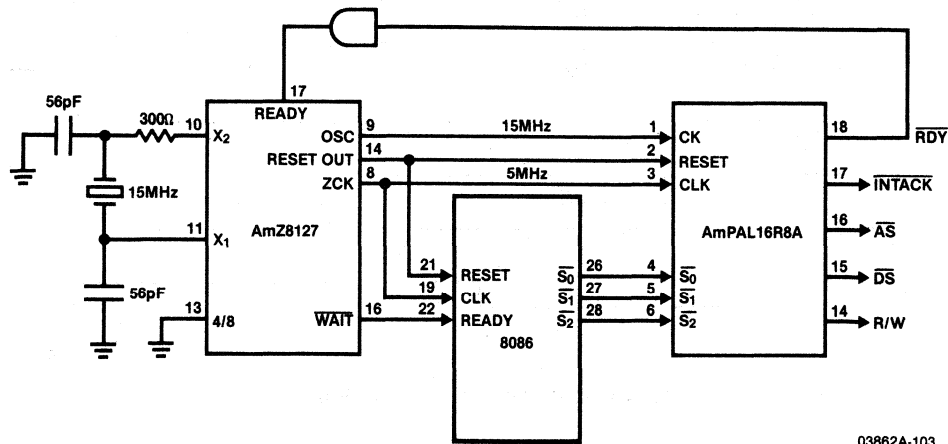 56pF
300Ω
10
X2
17
READY
OSC
9
15MHz
1
CK
18
RDY
RESET OUT
14
2
RESET
ZCK
8
5MHz
3
CLK
17
INTACK
15MHz
AmZ8127
AmPAL16R8A
16
AS
11
X1
21
RESET
S0
26
4
S0
15
DS
56pF
19
CLK
S1
27
5
S1
13
4/8
WAIT
16
22
READY
S2
28
6
S2
14
R/W
8086
03862A-103